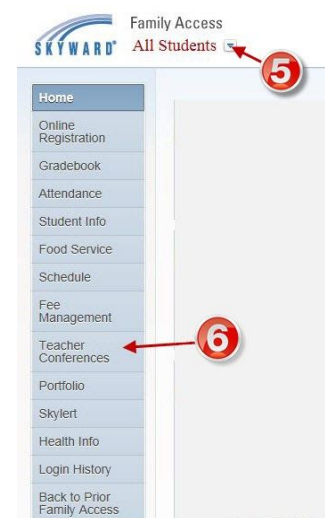 Family Access
SKYWARD®
All Students
5
Home
Online
Registration
Gradebook
Attendance
Student Info
Food Service
Schedule
Fee
Management
Teacher
Conferences
6
Portfolio
Skylert
Health Info
Login History
Back to Prior
Family Access